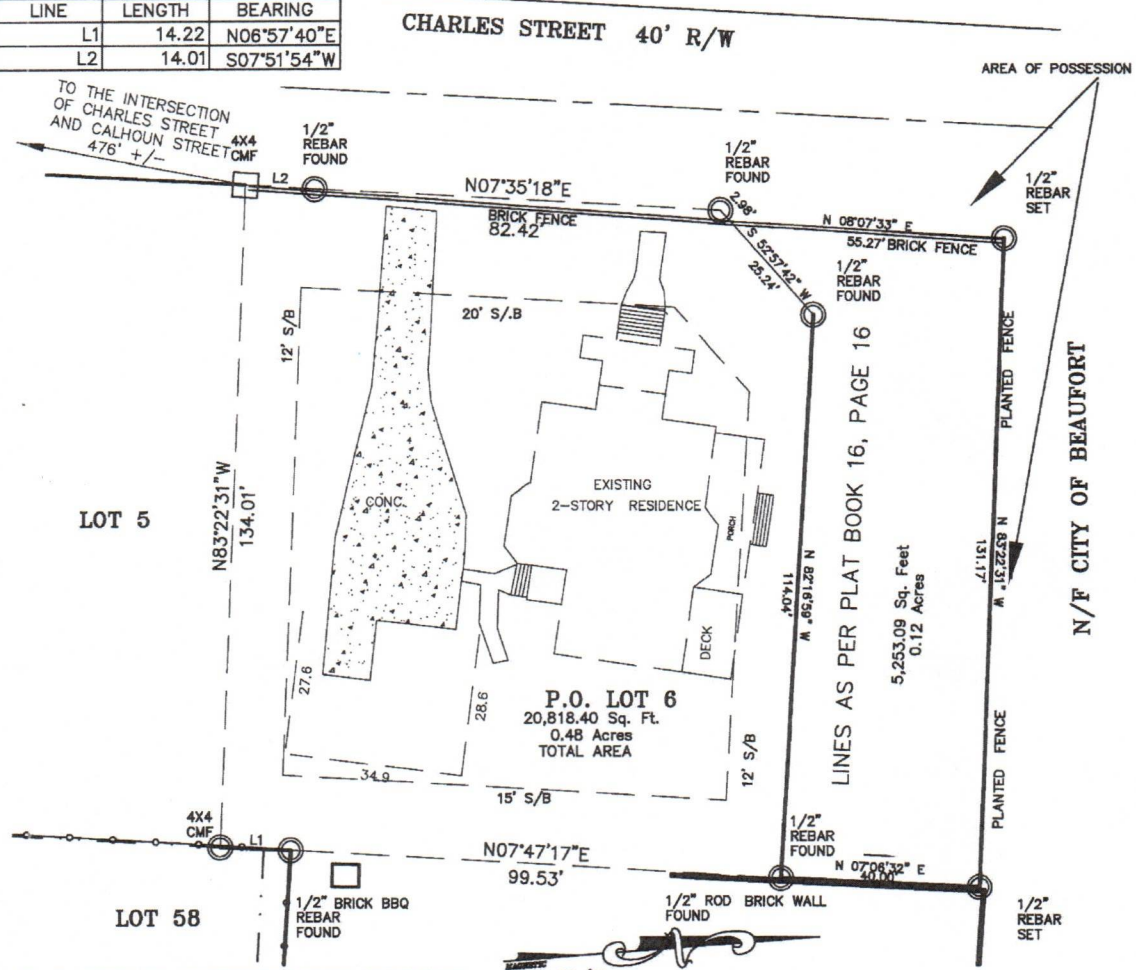 LINE LENGTH BEARING
L1 14.22 N06°57'40"E
L2 14.01 S07°51'54"W
CHARLES STREET 40' R/W
AREA OF POSSESSION
TO THE INTERSECTION
OF CHARLES STREET
AND CALHOUN STREET
476' +/-
4X4
CMF
L2
1/2"
REBAR
FOUND
N07°35'18"E
BRICK FENCE
82.42'
1/2"
REBAR
FOUND
2.98'
S 52°57'42" W
25.24'
N 08°07'33" E
55.27' BRICK FENCE
1/2"
REBAR
SET
1/2"
REBAR
FOUND
12' S/B
20' S/.B
PLANTED FENCE
LOT 5
N83°22'31"W
134.01'
CONC.
EXISTING
2-STORY RESIDENCE
PORCH
DECK
N 82°16'59" W
114.04'
LINES AS PER PLAT BOOK 16, PAGE 16
5,253.09 Sq. Feet
0.12 Acres
N 83°22'31" W
131.17'
N/F CITY OF BEAUFORT
27.6
28.6
34.9
P.O. LOT 6
20,818.40 Sq. Ft.
0.48 Acres
TOTAL AREA
15' S/B
12' S/B
PLANTED FENCE
4X4
CMF
L1
N07°47'17"E
99.53'
1/2"
REBAR
FOUND
N 07°06'32" E
40.00'
LOT 58
1/2" BRICK BBQ
REBAR
FOUND
1/2" ROD BRICK WALL
FOUND
1/2"
REBAR
SET
MAGNETIC